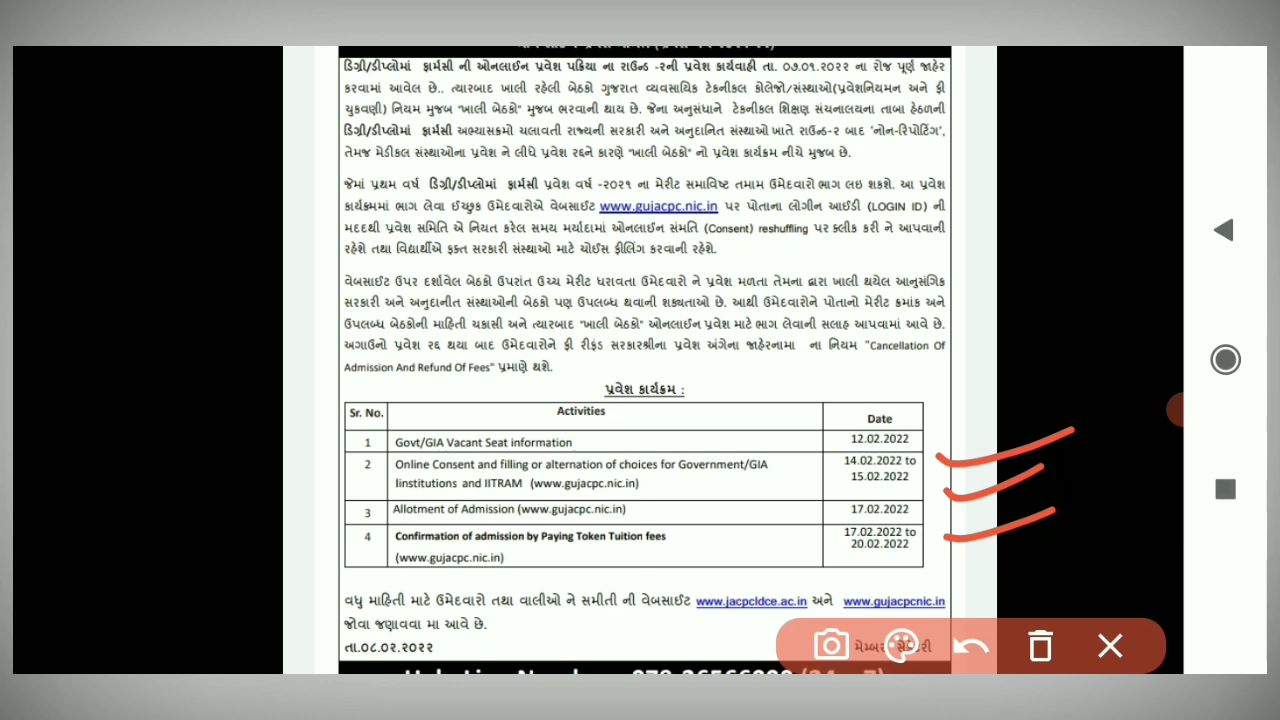 ડિગ્રી/ડીપ્લોમાં ફાર્મસી ની ઓનલાઈન પ્રવેશ પક્રિયા ના રાઉન્ડ -૨ની પ્રવેશ કાર્યવાહી તા. ૦૭.૦૧.૨૦૨૨ ના રોજ પૂર્ણ જાહેર
કરવામાં આવેલ છે.. ત્યારબાદ ખાલી રહેલી બેઠકો ગુજરાત વ્યવસાયિક ટેકનીકલ કોલેજો/સંસ્થાઓ(પ્રવેશનિયમન અને ફી
ચુકવણી) નિયમ મુજબ "ખાલી બેઠકો" મુજબ ભરવાની થાય છે. જેના અનુસંધાને ટેકનીકલ શિક્ષણ સંચનાલયના તાબા હેઠળની
ડિગ્રી/ડીપ્લોમાં ફાર્મસી અભ્યાસક્રમો ચલાવતી રાજ્યની સરકારી અને અનુદાનિત સંસ્થાઓ ખાતે રાઉન્ડ-૨ બાદ 'નોન-રિપોટિંગ',
તેમજ મેડીકલ સંસ્થાઓના પ્રવેશ ને લીધે પ્રવેશ રદ્દને કારણે "ખાલી બેઠકો" નો પ્રવેશ કાર્યક્રમ નીચે મુજબ છે.
જેમાં પ્રથમ વર્ષ ડિગ્રી/ડીપ્લોમાં ફાર્મસી પ્રવેશ વર્ષ -૨૦૨૧ ના મેરીટ સમાવિષ્ટ તમામ ઉમેદવારો ભાગ લઇ શકશે. આ પ્રવેશ
કાર્યક્રમમાં ભાગ લેવા ઈચ્છુક ઉમેદવારોએ વેબસાઈટ www.gujacpc.nic.in પર પોતાના લોગીન આઈડી (LOGIN ID) ની
મદદથી પ્રવેશ સમિતિ એ નિયત કરેલ સમય મર્યાદામાં ઓનલાઈન સંમતિ (Consent) reshuffling પર ક્લીક કરી ને આપવાની
રહેશે તથા વિદ્યાર્થીએ ફક્ત સરકારી સંસ્થાઓ માટે ચોઈસ ફીલિંગ કરવાની રહેશે.
વેબસાઈટ ઉપર દર્શાવેલ બેઠકો ઉપરાંત ઉચ્ચ મેરીટ ધરાવતા ઉમેદવારો ને પ્રવેશ મળતા તેમના દ્વારા ખાલી થયેલ આનુસંગિક
સરકારી અને અનુદાનીત સંસ્થાઓની બેઠકો પણ ઉપલબ્ધ થવાની શક્યતાઓ છે. આથી ઉમેદવારોને પોતાનો મેરીટ ક્રમાંક અને
ઉપલબ્ધ બેઠકોની માહિતી ચકાસી અને ત્યારબાદ "ખાલી બેઠકો" ઓનલાઈન પ્રવેશ માટે ભાગ લેવાની સલાહ આપવામાં આવે છે.
અગાઉનો પ્રવેશ રદ્દ થયા બાદ ઉમેદવારોને ફી રીફંડ સરકારશ્રીના પ્રવેશ અંગેના જાહેરનામા ના નિયમ "Cancellation Of
Admission And Refund Of Fees" પ્રમાણે થશે.
પ્રવેશ કાર્યક્રમ :
Sr. No. Activities Date
1 Govt/GIA Vacant Seat information 12.02.2022
2 Online Consent and filling or alternation of choices for Government/GIA 14.02.2022 to
Iinstitutions and IITRAM (www.gujacpc.nic.in) 15.02.2022
3 Allotment of Admission (www.gujacpc.nic.in) 17.02.2022
4 Confirmation of admission by Paying Token Tuition fees 17.02.2022 to
(www.gujacpc.nic.in) 20.02.2022
વધુ માહિતી માટે ઉમેદવારો તથા વાલીઓ ને સમીતી ની વેબસાઈટ www.jacpcldce.ac.in અને www.gujacpcnic.in
જોવા જણાવવા મા આવે છે.
તા.૦૮.૦૨.૨૦૨૨